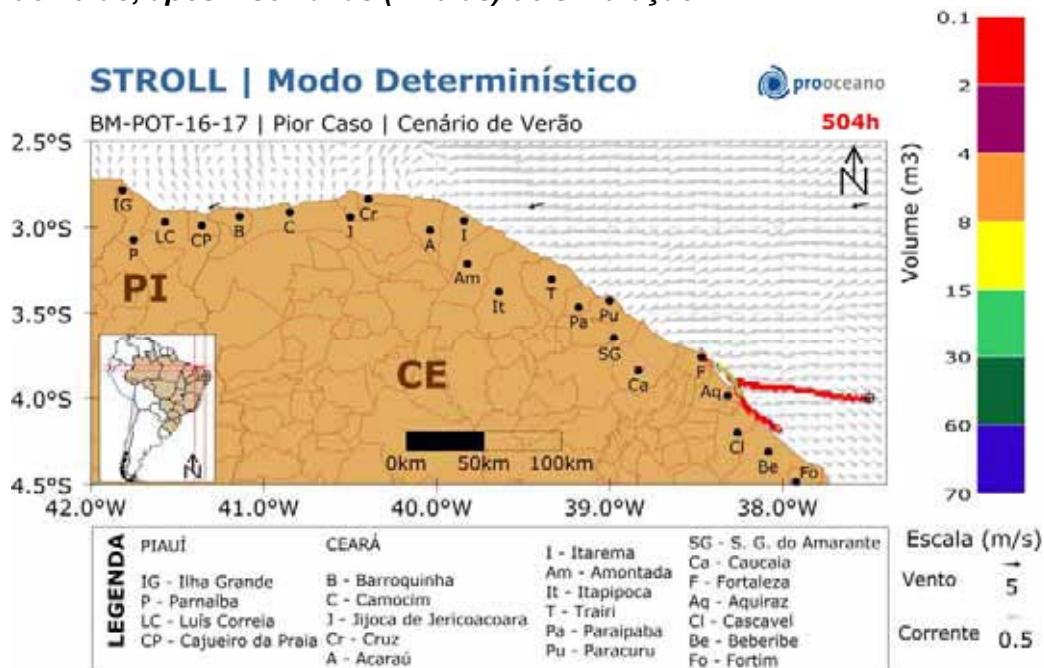 STROLL | Modo Determinístico
prooceano
BM-POT-16-17 | Pior Caso | Cenário de Verão
504h
2.5°S
3.0°S
3.5°S
4.0°S
4.5°S
42.0°W
41.0°W
40.0°W
39.0°W
38.0°W
N
IG
P
LC
CP
B
C
J
Cr
A
I
Am
It
T
Pa
Pu
SG
Ca
F
Aq
Cl
Be
Fo
PI
CE
0km
50km
100km
N
0.1
2
4
8
15
30
60
70
Volume (m3)
LEGENDA
PIAUÍ
IG - Ilha Grande
P - Parnaíba
LC - Luís Correia
CP - Cajueiro da Praia
CEARÁ
B - Barroquinha
C - Camocim
J - Jijoca de Jericoacoara
Cr - Cruz
A - Acaraú
I - Itarema
Am - Amontada
It - Itapipoca
T - Trairi
Pa - Paraipaba
Pu - Paracuru
SG - S. G. do Amarante
Ca - Caucaia
F - Fortaleza
Aq - Aquiraz
Cl - Cascavel
Be - Beberibe
Fo - Fortim
Escala (m/s)
Vento
5
Corrente
0.5